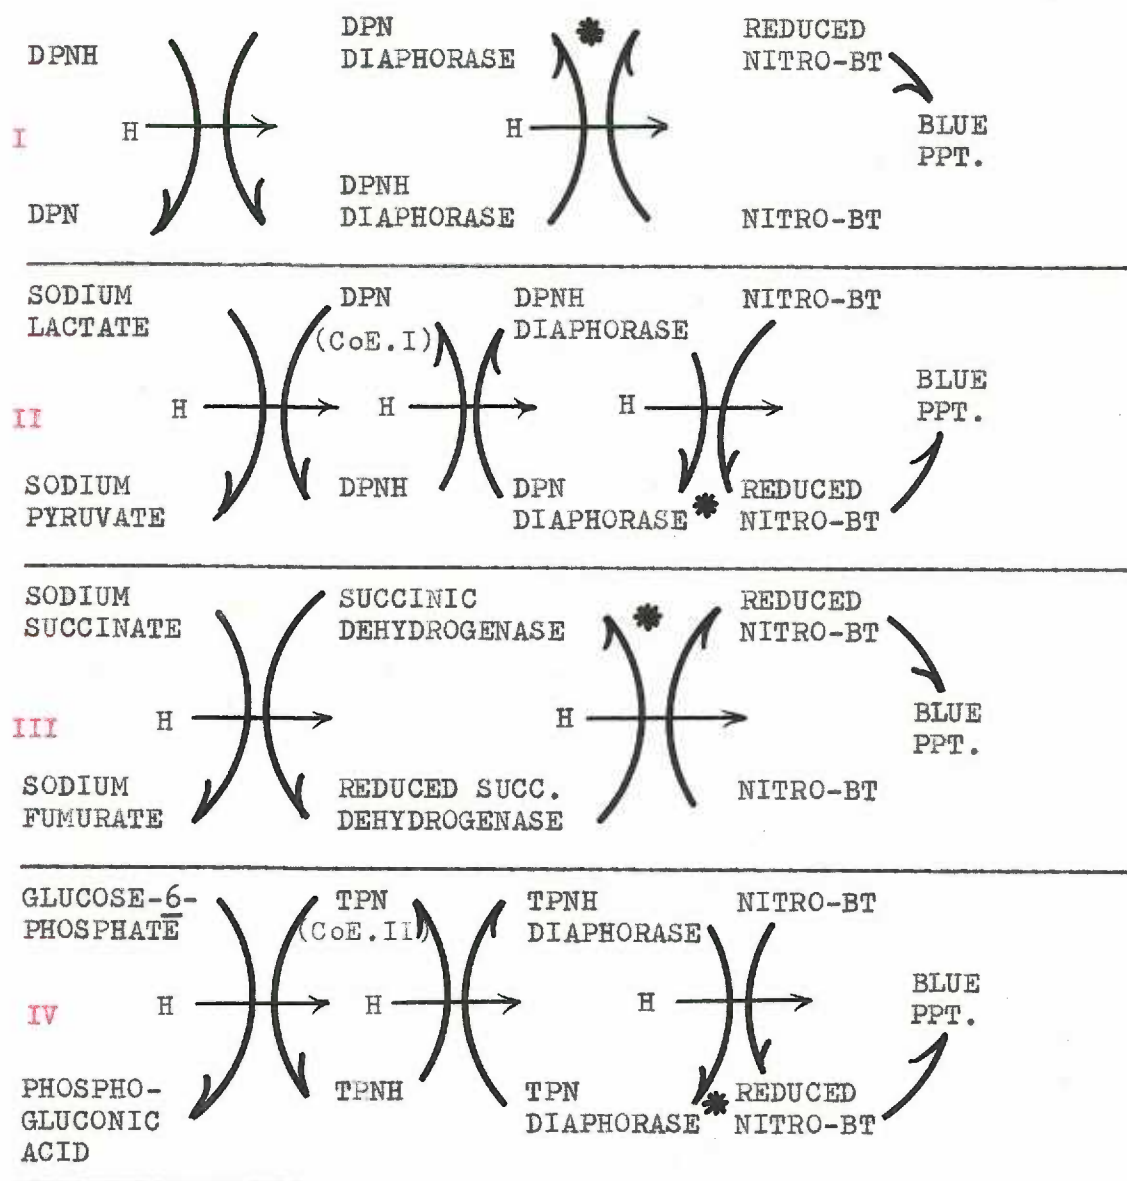 DPNH
DPN
DIAPHORASE
REDUCED
NITRO-BT
I
H
H
BLUE
PPT.
DPN
DPNH
DIAPHORASE
NITRO-BT
SODIUM
LACTATE
DPN
(CoE.I)
DPNH
DIAPHORASE
NITRO-BT
II
H
H
H
BLUE
PPT.
SODIUM
PYRUVATE
DPNH
DPN
DIAPHORASE
REDUCED
NITRO-BT
SODIUM
SUCCINATE
SUCCINIC
DEHYDROGENASE
REDUCED
NITRO-BT
III
H
H
BLUE
PPT.
SODIUM
FUMURATE
REDUCED SUCC.
DEHYDROGENASE
NITRO-BT
GLUCOSE-6-
PHOSPHATE
TPN
(CoE.II)
TPNH
DIAPHORASE
NITRO-BT
IV
H
H
H
BLUE
PPT.
PHOSPHO-
GLUCONIC
ACID
TPNH
TPN
DIAPHORASE
REDUCED
NITRO-BT